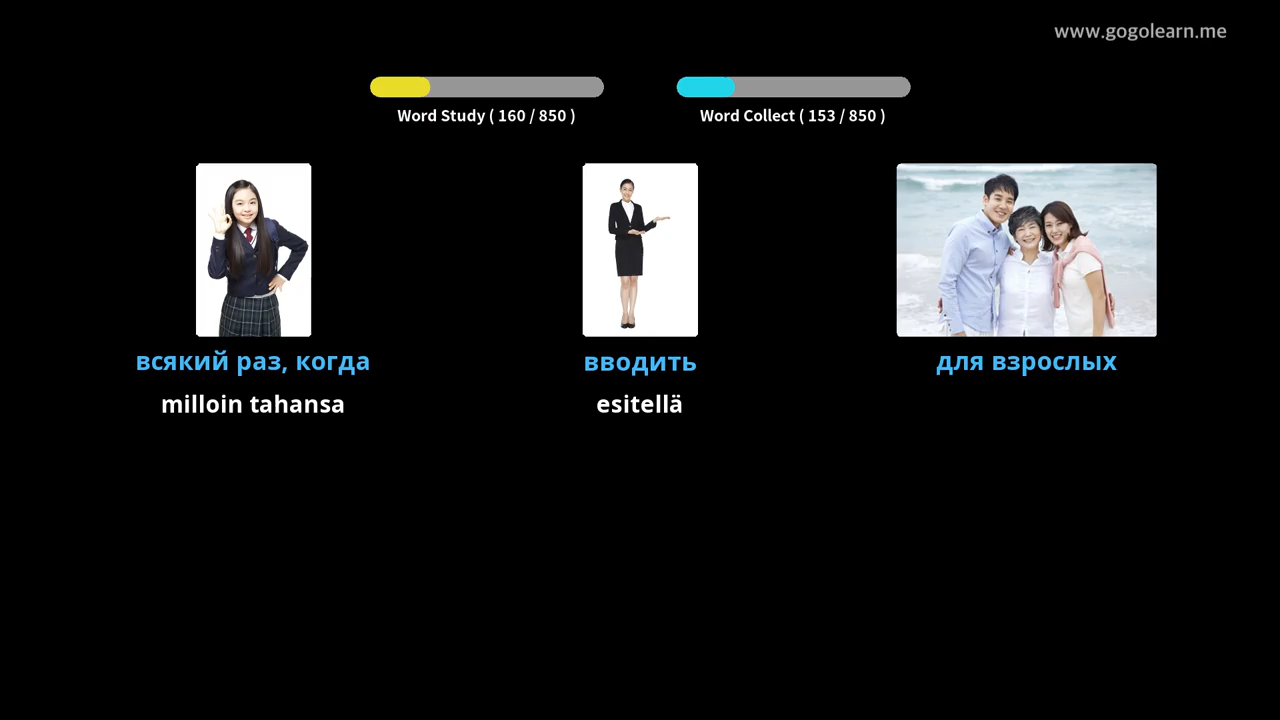 www.gogolearn.me
Word Study ( 160 / 850 )
Word Collect ( 153 / 850 )
всякий раз, когда
milloin tahansa
вводить
esitellä
для взрослых